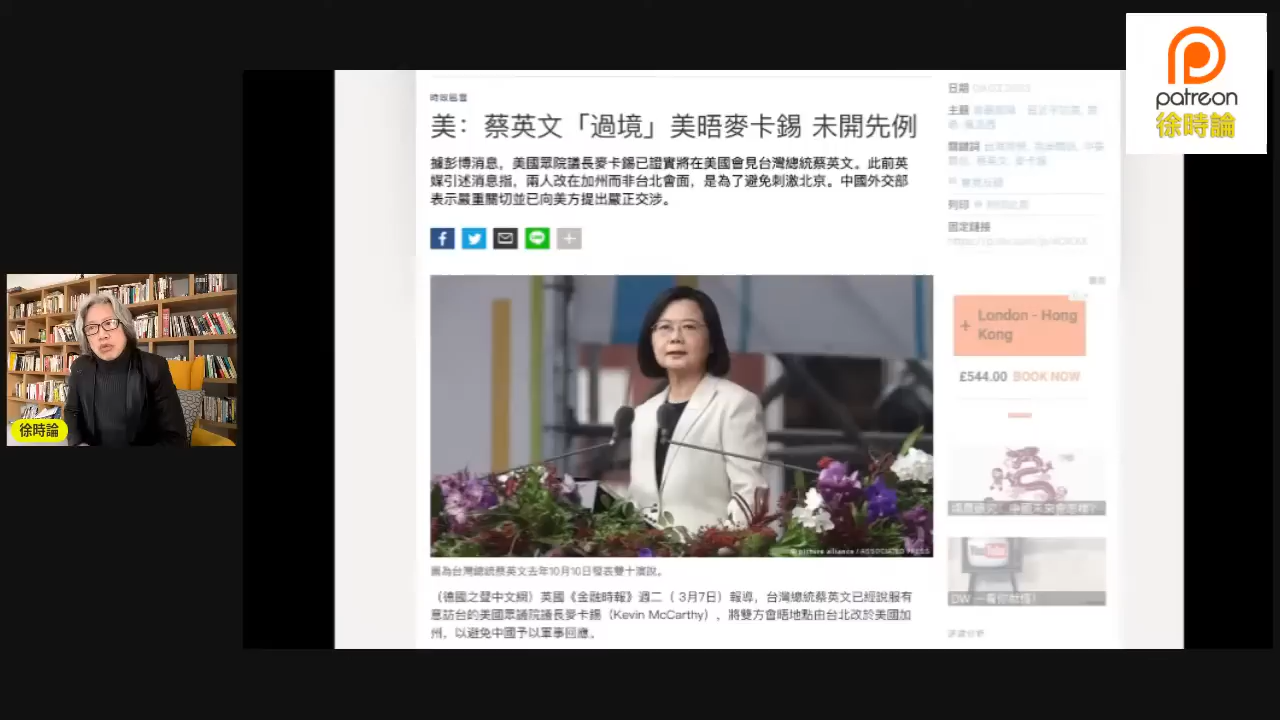 patreon
徐時論
時政風雲
美：蔡英文「過境」美晤麥卡錫 未開先例
據彭博消息，美國眾院議長麥卡錫已證實將在美國會見台灣總統蔡英文。此前英
媒引述消息指，兩人改在加州而非台北會面，是為了避免刺激北京。中國外交部
表示嚴重關切並已向美方提出嚴正交涉。
© picture alliance / ASSOCIATED PRESS
圖為台灣總統蔡英文去年10月10日發表雙十演說。
（德國之聲中文網）英國《金融時報》週二（ 3月7日）報導，台灣總統蔡英文已經說服有
意訪台的美國眾議院議長麥卡錫（Kevin McCarthy），將雙方會晤地點由台北改於美國加
州，以避免中國予以軍事回應。
日期
主題
關鍵詞
列印
固定鏈接
London - Hong
Kong
£544.00 BOOK NOW
YouTube
徐時論